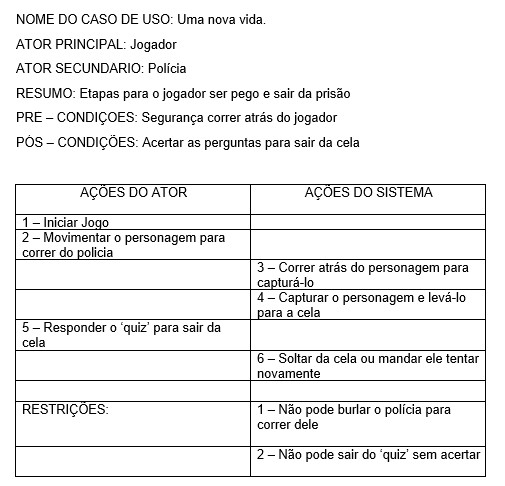 NOME DO CASO DE USO: Uma nova vida.
ATOR PRINCIPAL: Jogador
ATOR SECUNDARIO: Polícia
RESUMO: Etapas para o jogador ser pego e sair da prisão
PRE – CONDIÇOES: Segurança correr atrás do jogador
PÓS – CONDIÇÕES: Acertar as perguntas para sair da cela
AÇÕES DO ATOR
AÇÕES DO SISTEMA
1 – Iniciar Jogo
2 – Movimentar o personagem para
correr do policia
3 – Correr atrás do personagem para
capturá-lo
4 – Capturar o personagem e levá-lo
para a cela
5 – Responder o ‘quiz’ para sair da
cela
6 – Soltar da cela ou mandar ele tentar
novamente
RESTRIÇÕES:
1 – Não pode burlar o polícia para
correr dele
2 – Não pode sair do ‘quiz’ sem acertar